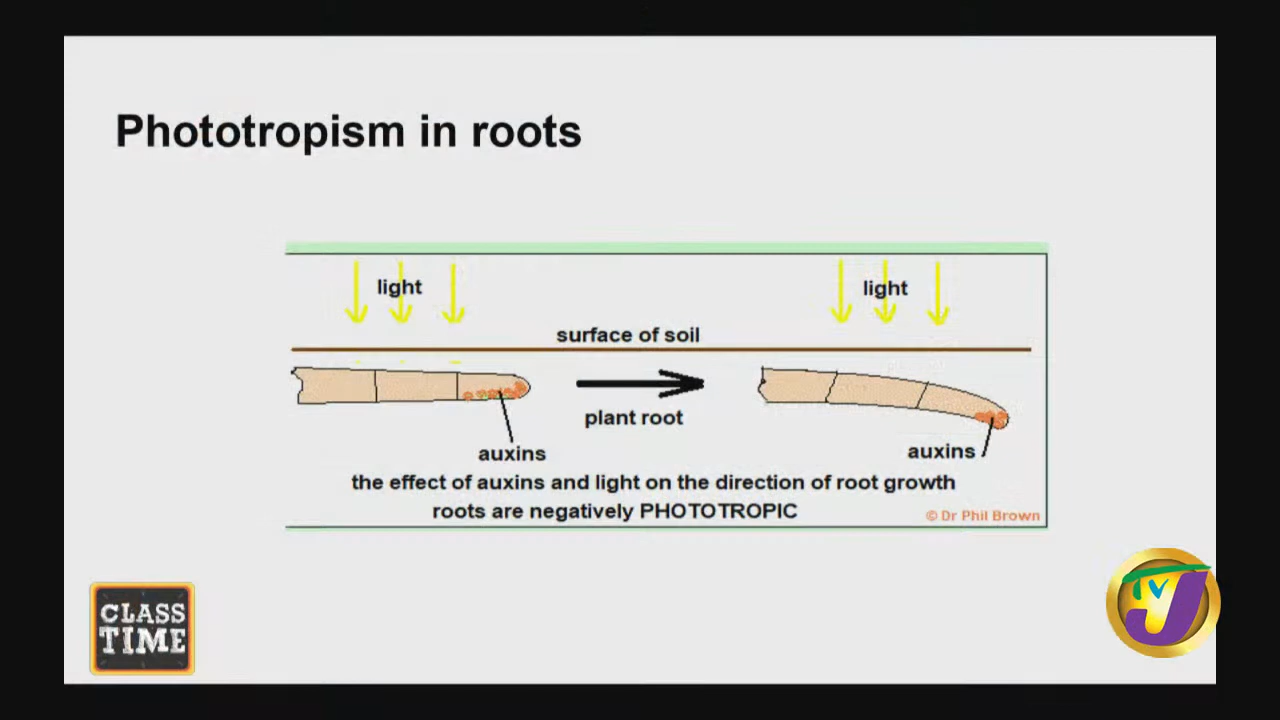 Phototropism in roots
light
light
surface of soil
plant root
auxins
auxins
the effect of auxins and light on the direction of root growth
roots are negatively PHOTOTROPIC
© Dr Phil Brown
CLASS
TIME
TVJ